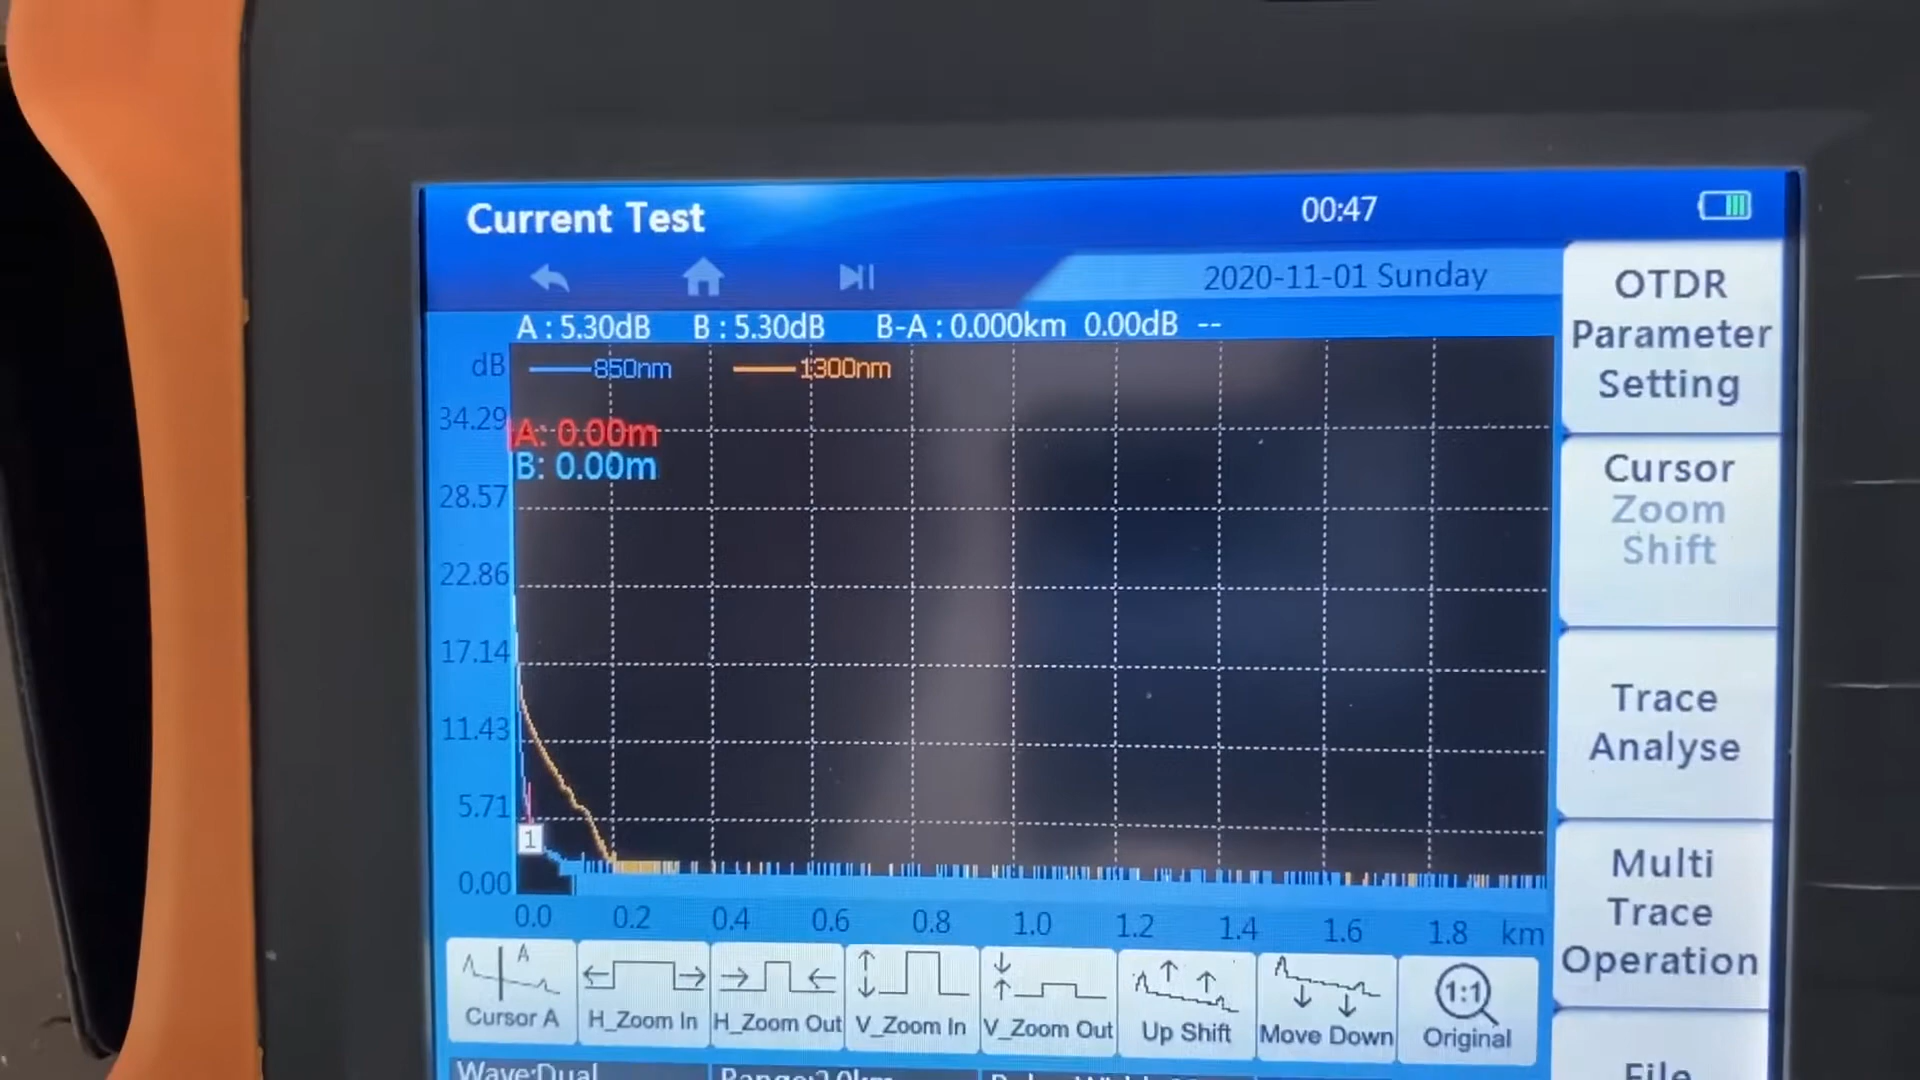 Current Test
00:47
2020-11-01 Sunday
A : 5.30dB B : 5.30dB B-A : 0.000km 0.00dB --
dB
850nm
1300nm
34.29
A: 0.00m
B: 0.00m
28.57
22.86
17.14
11.43
5.71
1
0.00
0.0 0.2 0.4 0.6 0.8 1.0 1.2 1.4 1.6 1.8 km
A
Cursor A
H_Zoom In
H_Zoom Out
V_Zoom In
V_Zoom Out
Up Shift
Move Down
1:1
Original
Wave:Dual
Range:2.0km
OTDR
Parameter
Setting
Cursor
Zoom
Shift
Trace
Analyse
Multi
Trace
Operation
File